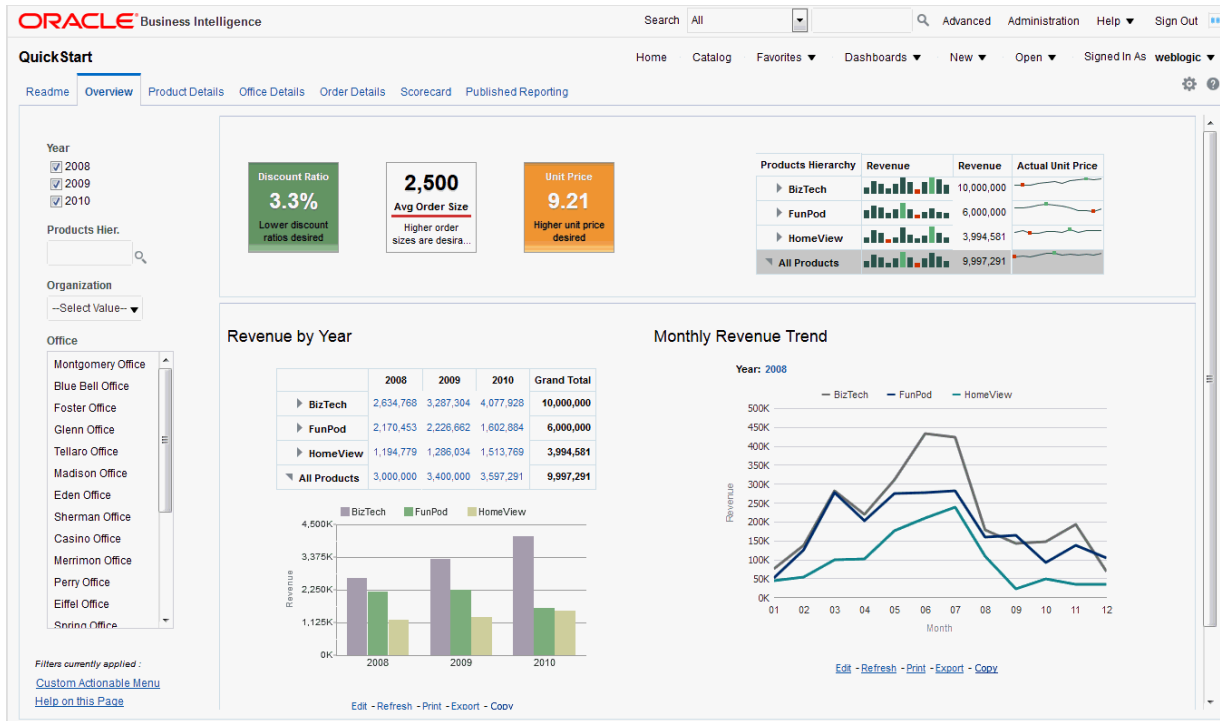 ORACLE Business Intelligence
Search All Advanced Administration Help Sign Out
QuickStart
Home Catalog Favorites Dashboards New Open Signed In As weblogic
Readme Overview Product Details Office Details Order Details Scorecard Published Reporting
Year
2008
2009
2010
Products Hier.
Organization
--Select Value--
Office
Montgomery Office
Blue Bell Office
Foster Office
Glenn Office
Tellaro Office
Madison Office
Eden Office
Sherman Office
Casino Office
Merrimon Office
Perry Office
Eiffel Office
Spring Office
Filters currently applied :
Custom Actionable Menu
Help on this Page
Discount Ratio
3.3%
Lower discount
ratios desired
2,500
Avg Order Size
Higher order
sizes are desira...
Unit Price
9.21
Higher unit price
desired
Products Hierarchy Revenue Revenue Actual Unit Price
BizTech 10,000,000
FunPod 6,000,000
HomeView 3,994,581
All Products 9,997,291
Revenue by Year
2008 2009 2010 Grand Total
BizTech 2,634,768 3,287,304 4,077,928 10,000,000
FunPod 2,170,453 2,226,662 1,602,884 6,000,000
HomeView 1,194,779 1,286,034 1,513,769 3,994,581
All Products 3,000,000 3,400,000 3,597,291 9,997,291
BizTech FunPod HomeView
4,500K
3,375K
2,250K
1,125K
0K
Revenue
2008 2009 2010
Edit - Refresh - Print - Export - Copy
Monthly Revenue Trend
Year: 2008
BizTech FunPod HomeView
500K
450K
400K
350K
300K
250K
200K
150K
100K
50K
0K
Revenue
01 02 03 04 05 06 07 08 09 10 11 12
Month
Edit - Refresh - Print - Export - Copy